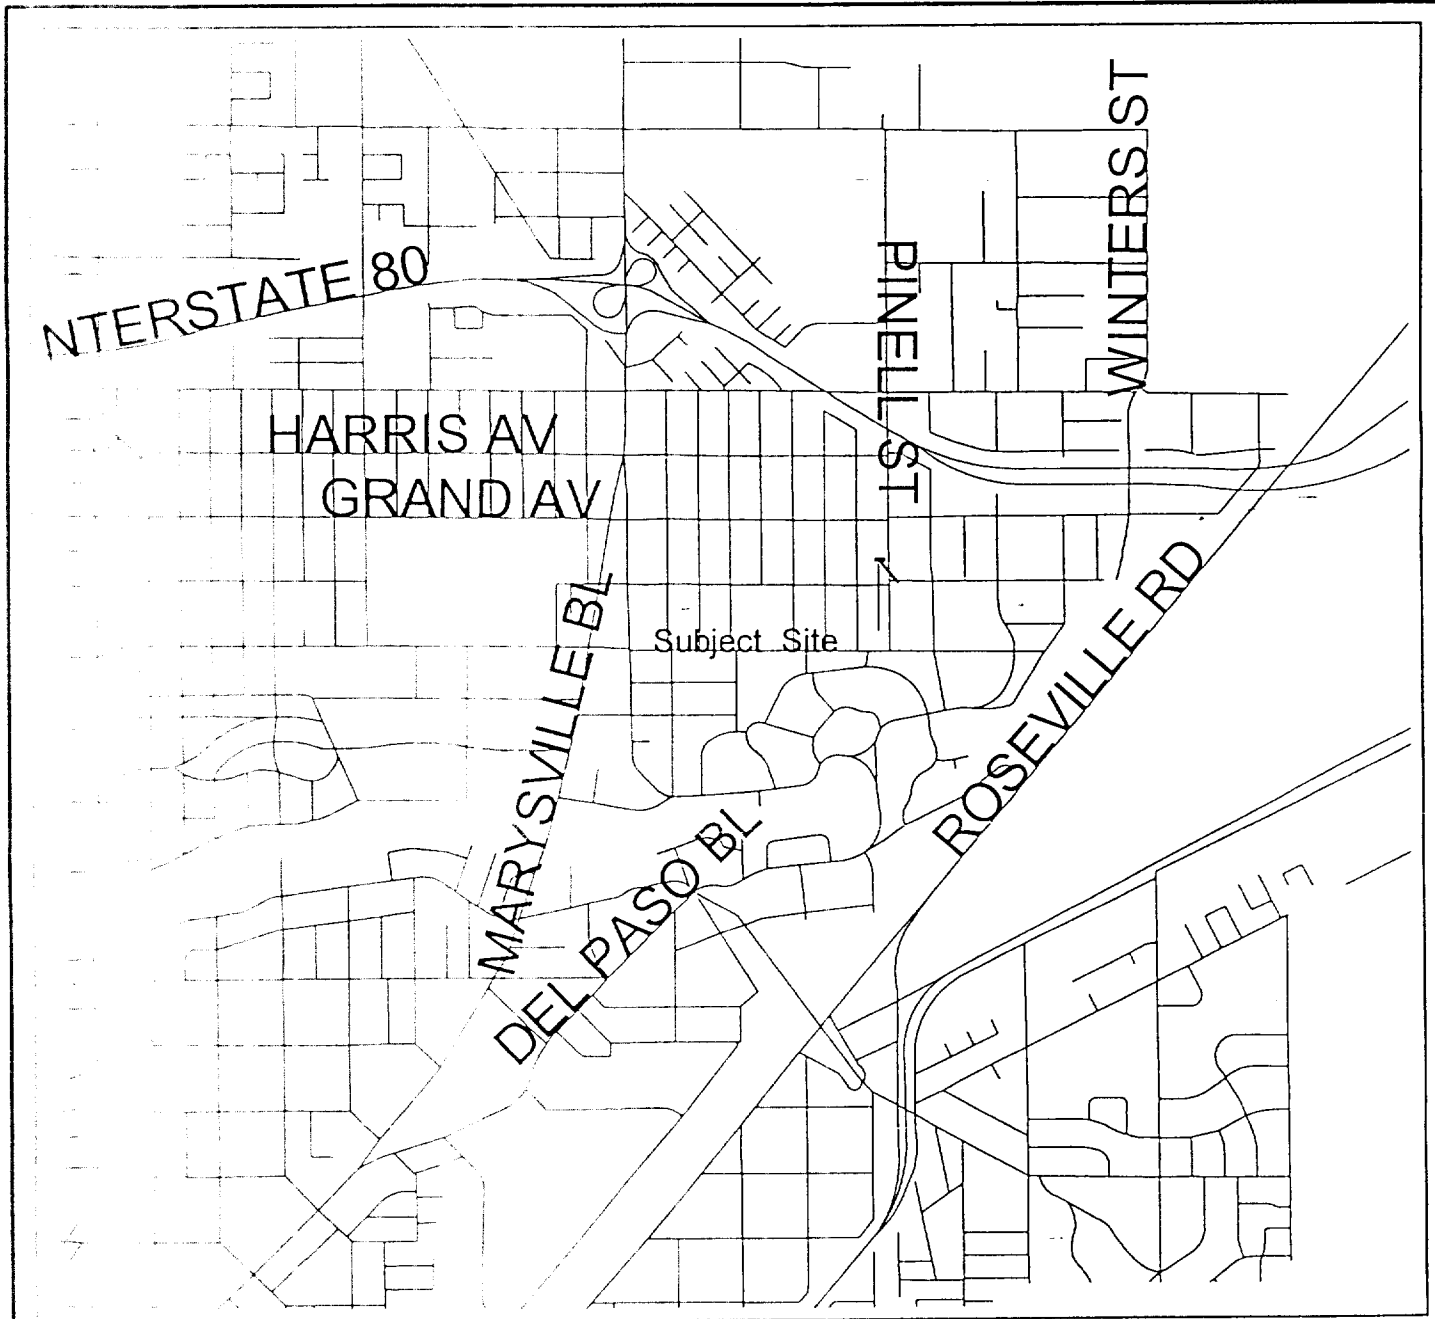 WINTERS ST
PINELL ST
NTERSTATE 80
HARRIS AV
GRAND AV
MARYSVILLE BL
Subject Site
ROSEVILLE RD
DEL PASO BL